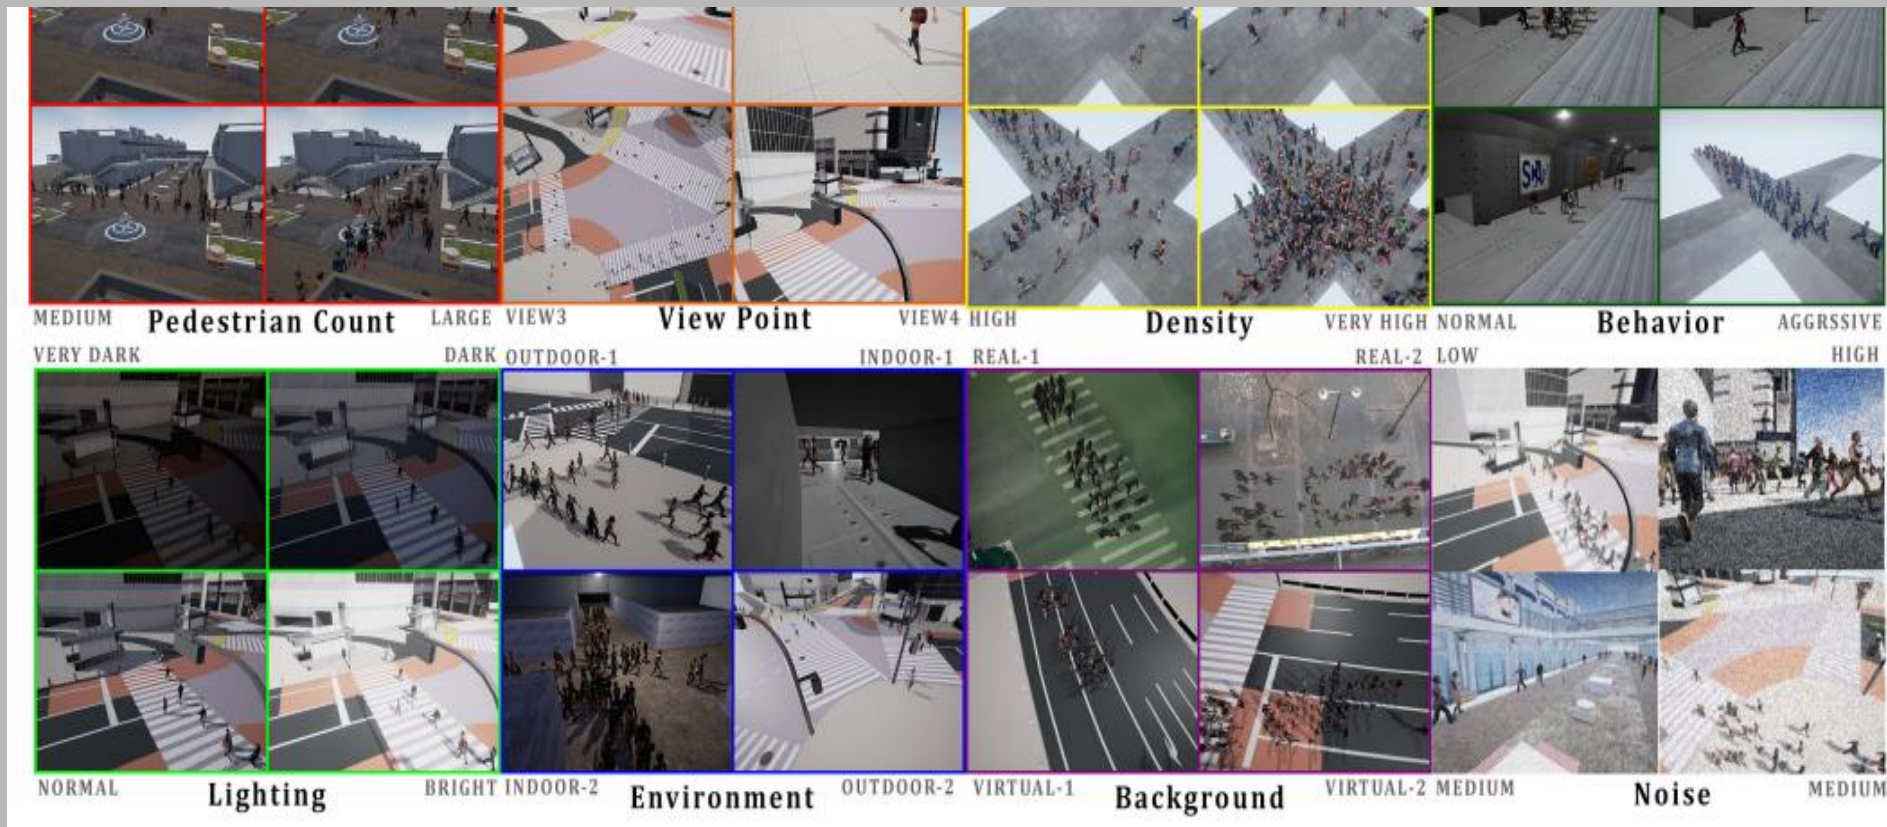 MEDIUM Pedestrian Count LARGE VIEW3 View Point VIEW4 HIGH Density VERY HIGH NORMAL Behavior AGGRSSIVE
VERY DARK DARK OUTDOOR-1 INDOOR-1 REAL-1 REAL-2 LOW HIGH
NORMAL Lighting BRIGHT INDOOR-2 Environment OUTDOOR-2 VIRTUAL-1 Background VIRTUAL-2 MEDIUM Noise MEDIUM